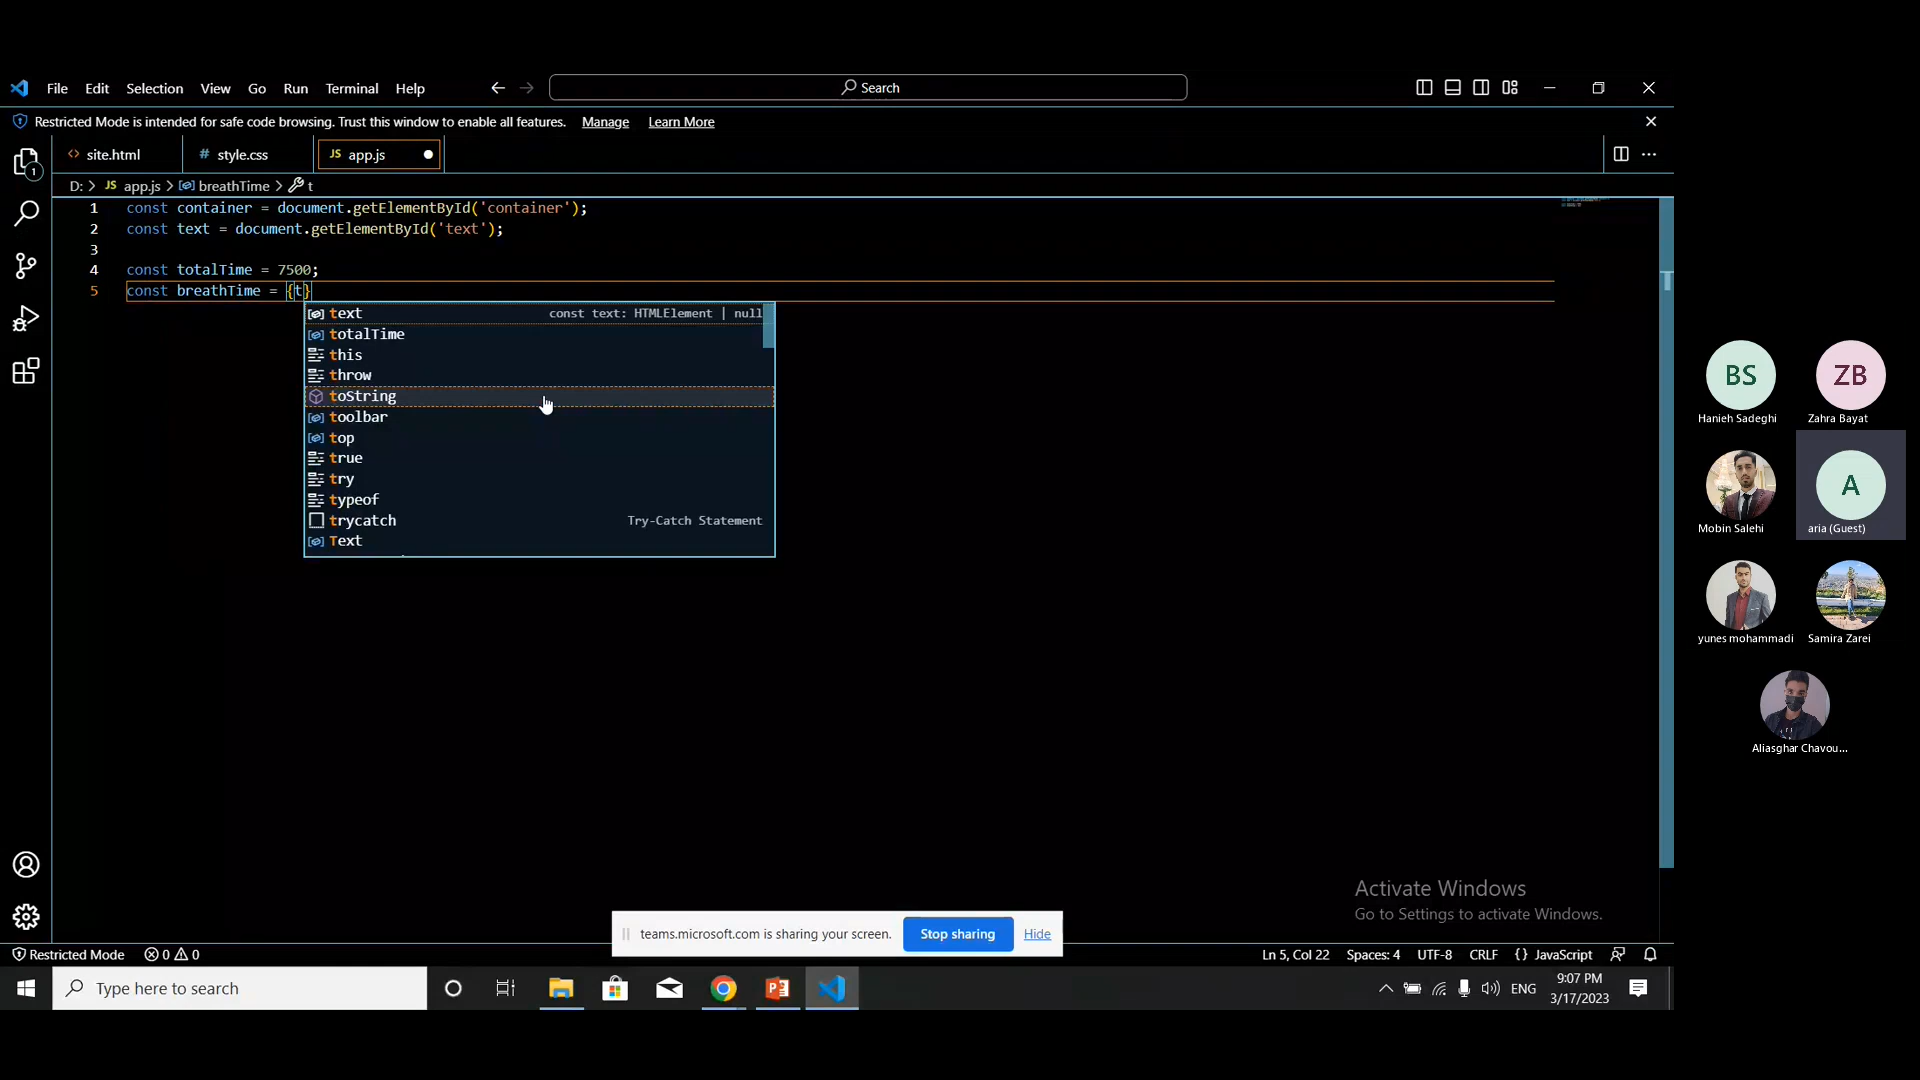 File Edit Selection View Go Run Terminal Help
Search
Restricted Mode is intended for safe code browsing. Trust this window to enable all features. Manage Learn More
1
<> site.html
# style.css
JS app.js
D: > JS app.js > breathTime > t
1 const container = document.getElementById('container');
2 const text = document.getElementById('text');
3
4 const totalTime = 7500;
5 const breathTime = {t}
text const text: HTMLElement | null
totalTime
this
throw
toString
toolbar
top
true
try
typeof
trycatch Try-Catch Statement
Text
BS
Hanieh Sadeghi
ZB
Zahra Bayat
Mobin Salehi
A
aria (Guest)
yunes mohammadi
Samira Zarei
Aliasghar Chavou...
Activate Windows
Go to Settings to activate Windows.
teams.microsoft.com is sharing your screen. Stop sharing Hide
Restricted Mode 0 0
Ln 5, Col 22 Spaces: 4 UTF-8 CRLF {} JavaScript
Type here to search
ENG
9:07 PM
3/17/2023